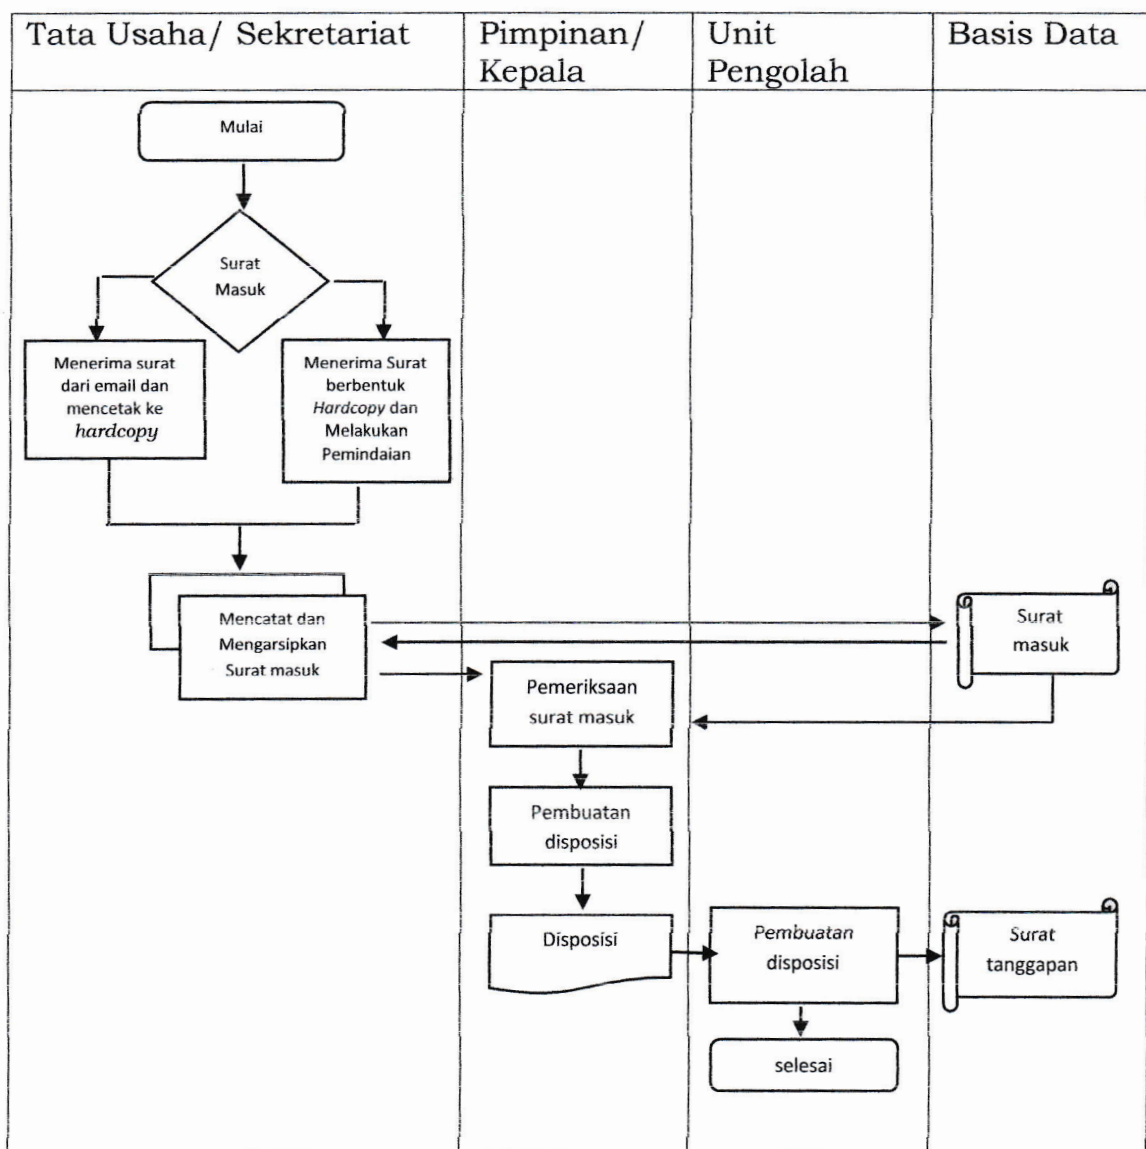 Tata Usaha/ Sekretariat
Pimpinan/
Kepala
Unit
Pengolah
Basis Data
Mulai
Surat
Masuk
Menerima surat
dari email dan
mencetak ke
hardcopy
Menerima Surat
berbentuk
Hardcopy dan
Melakukan
Pemindaian
Mencatat dan
Mengarsipkan
Surat masuk
Surat
masuk
Pemeriksaan
surat masuk
Pembuatan
disposisi
Disposisi
Pembuatan
disposisi
Surat
tanggapan
selesai